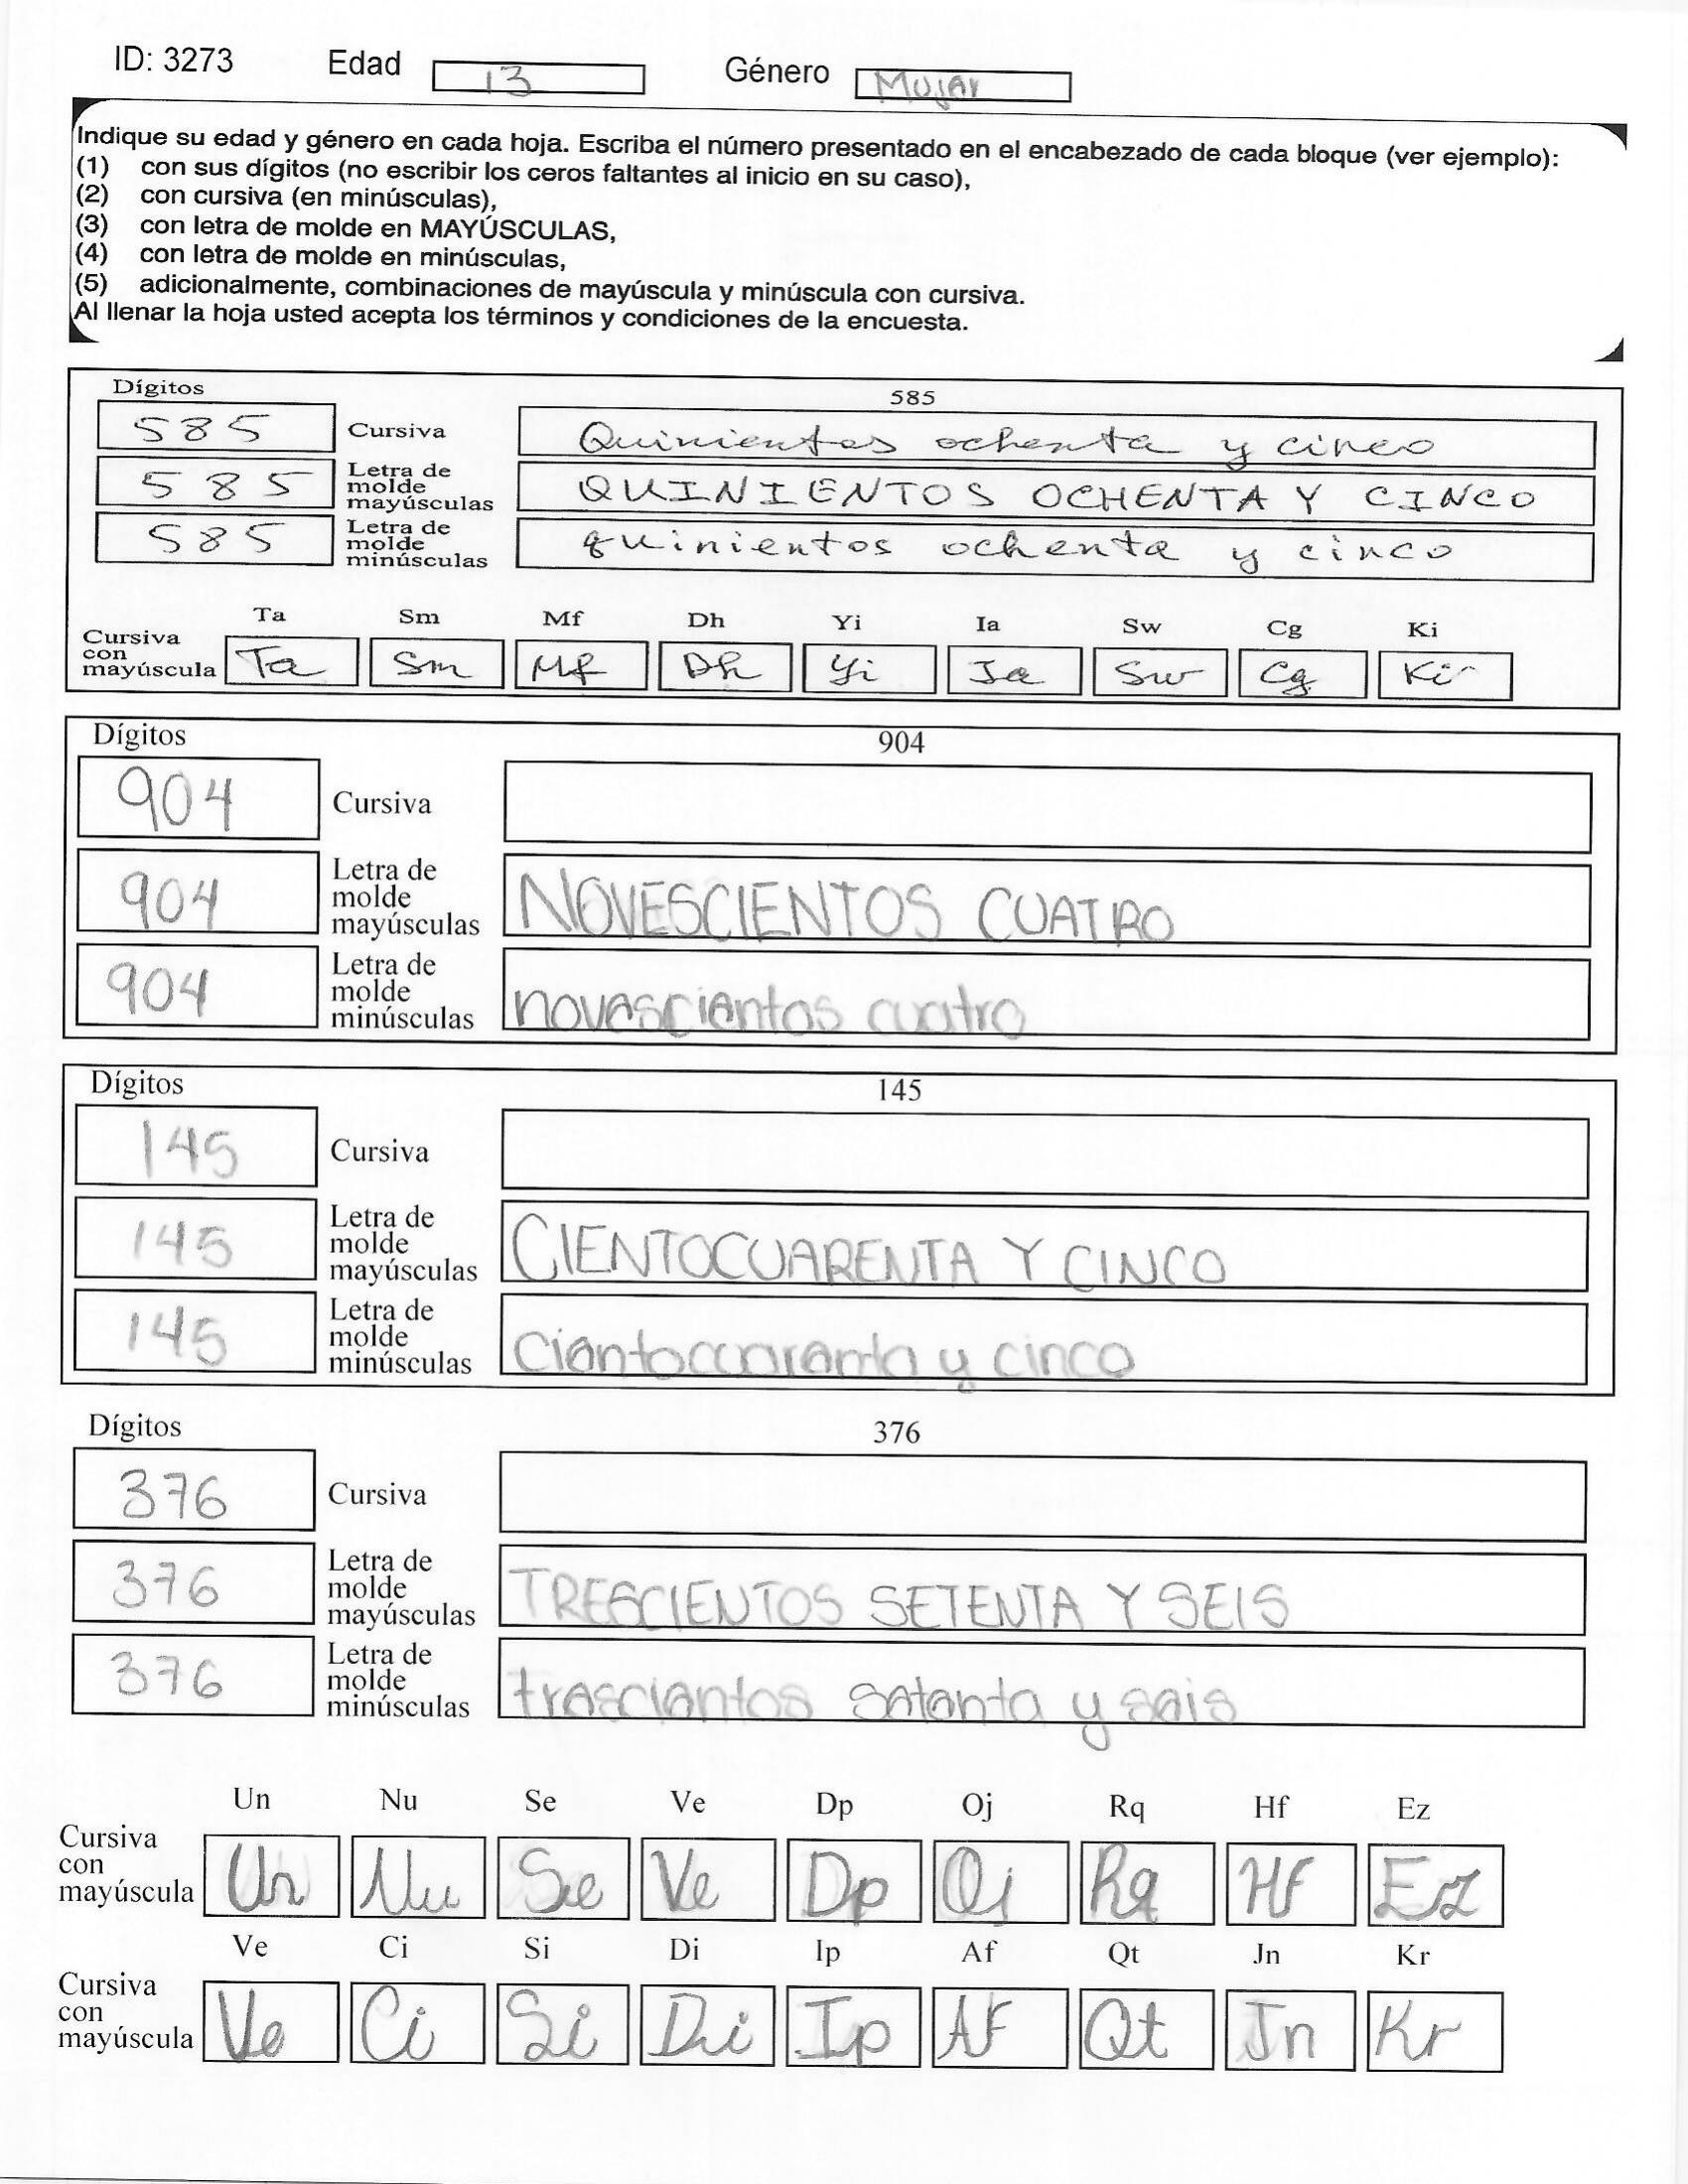 ID: 3273 Edad 13 Género Mujer
Indique su edad y género en cada hoja. Escriba el número presentado en el encabezado de cada bloque (ver ejemplo):
(1) con sus dígitos (no escribir los ceros faltantes al inicio en su caso),
(2) con cursiva (en minúsculas),
(3) con letra de molde en MAYÚSCULAS,
(4) con letra de molde en minúsculas,
(5) adicionalmente, combinaciones de mayúscula y minúscula con cursiva.
Al llenar la hoja usted acepta los términos y condiciones de la encuesta.
Dígitos 585
585 Cursiva Quinientos ochenta y cinco
585 Letra de molde mayúsculas QUINIENTOS OCHENTA Y CINCO
585 Letra de molde minúsculas quinientos ochenta y cinco
Ta Sm Mf Dh Yi Ia Sw Cg Ki
Cursiva con mayúscula Ta Sm Mf Dh Yi Ia Sw Cg Ki
Dígitos 904
904 Cursiva
904 Letra de molde mayúsculas NOVESCIENTOS CUATRO
904 Letra de molde minúsculas novescientos cuatro
Dígitos 145
145 Cursiva
145 Letra de molde mayúsculas CIENTOCUARENTA Y CINCO
145 Letra de molde minúsculas cientocuarenta y cinco
Dígitos 376
376 Cursiva
376 Letra de molde mayúsculas TRESCIENTOS SETENTA Y SEIS
376 Letra de molde minúsculas trescientos setenta y seis
Un Nu Se Ve Dp Oj Rq Hf Ez
Cursiva con mayúscula Un Nu Se Ve Dp Oj Rq Hf Ez
Ve Ci Si Di Ip Af Qt Jn Kr
Cursiva con mayúscula Ve Ci Si Di Ip Af Qt Jn Kr